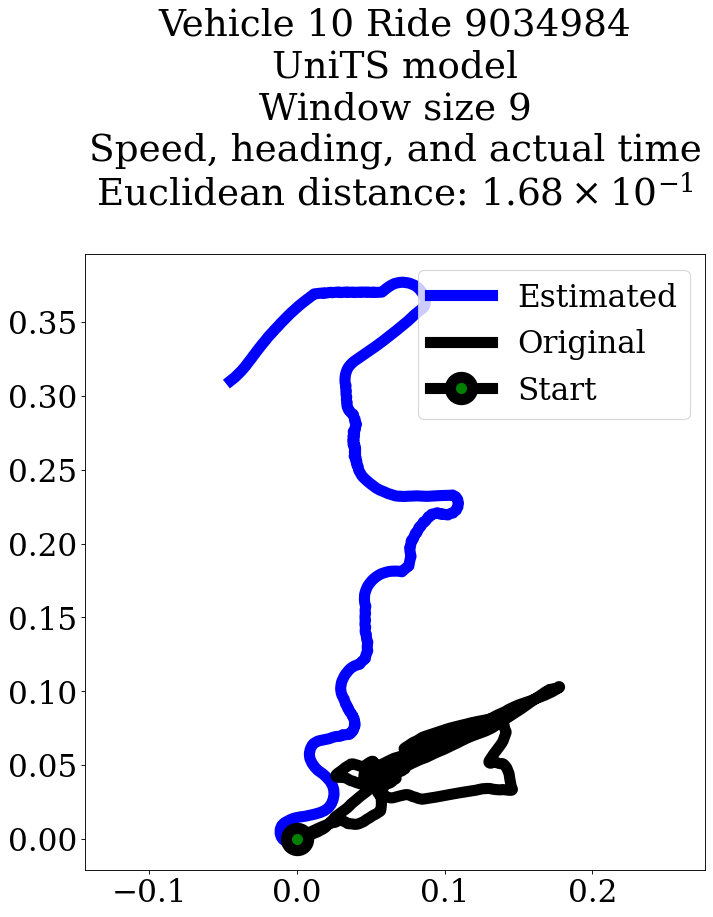 Vehicle 10 Ride 9034984
UniTS model
Window size 9
Speed, heading, and actual time
Euclidean distance: 1.68 × 10⁻¹
Estimated
Original
Start
0.35
0.30
0.25
0.20
0.15
0.10
0.05
0.00
−0.1 0.0 0.1 0.2